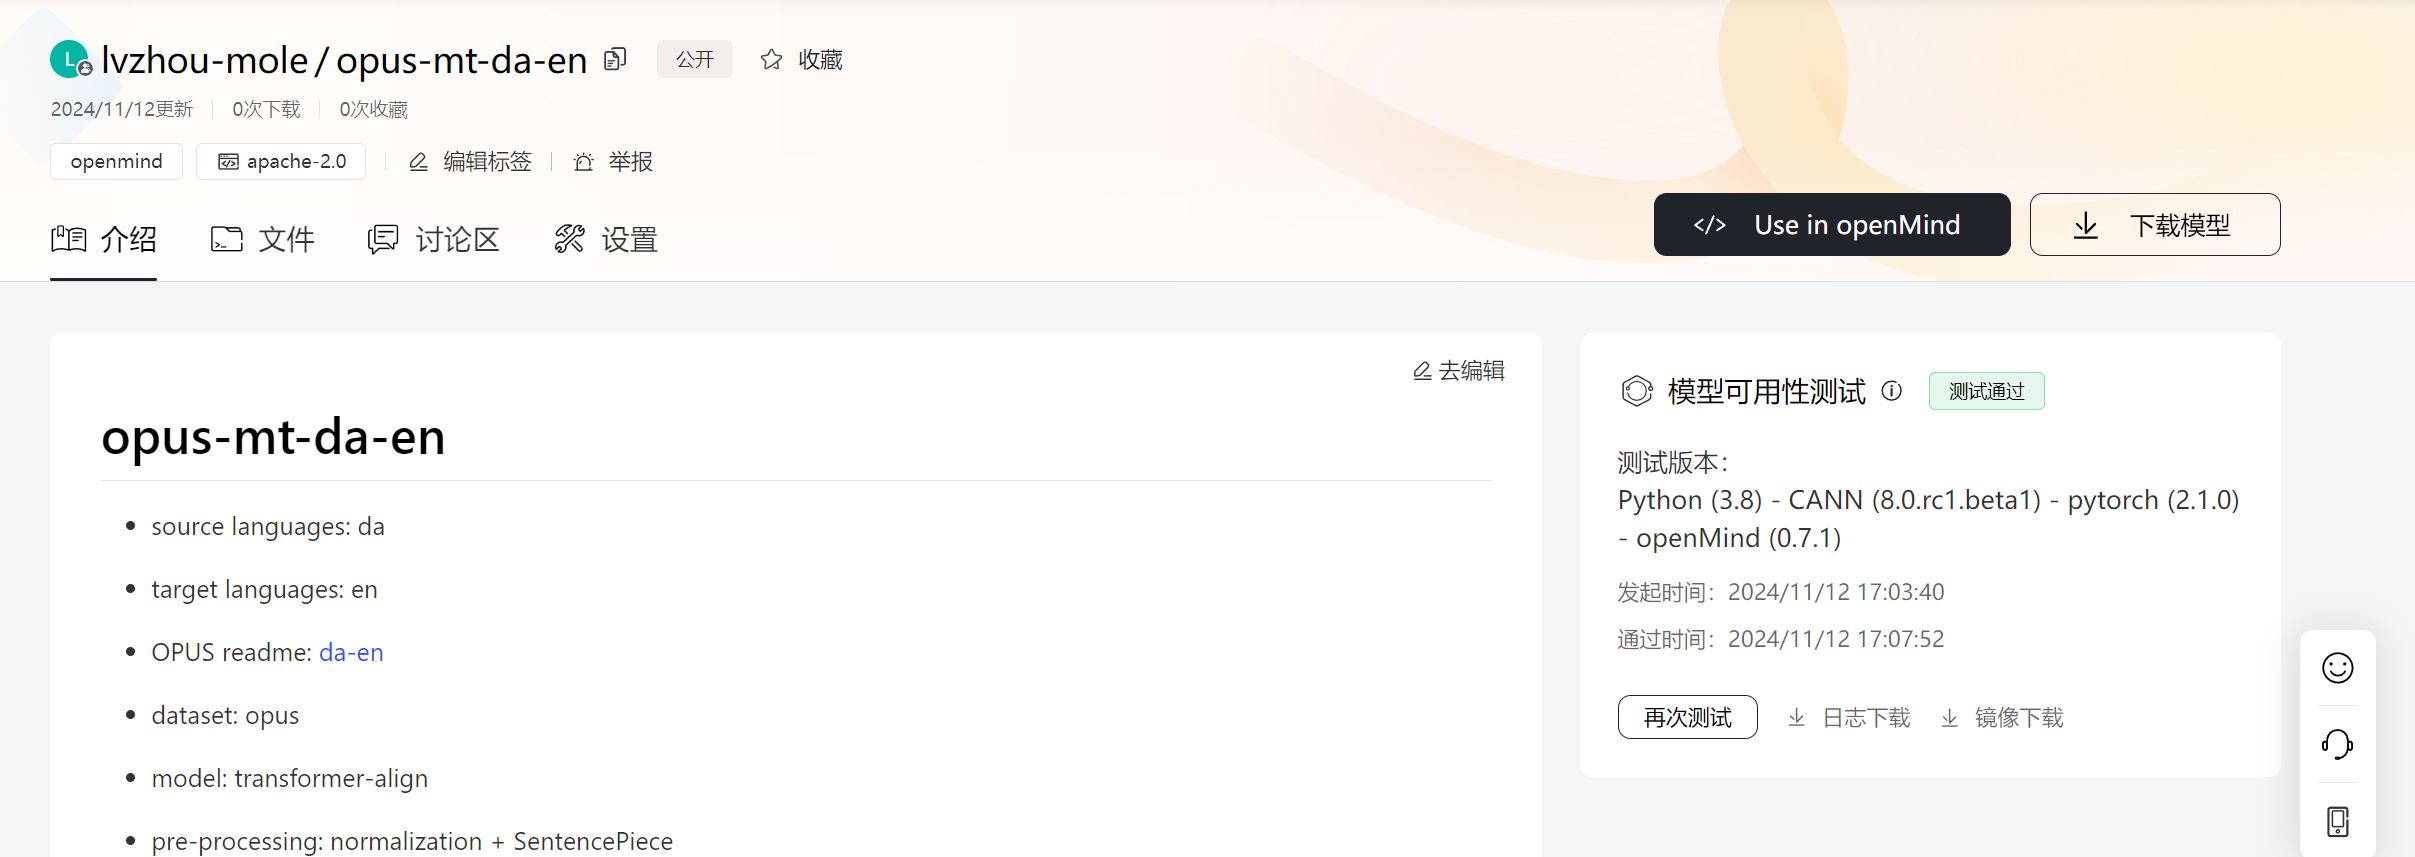 L lvzhou-mole / opus-mt-da-en 公开 收藏
2024/11/12更新 0次下载 0次收藏
openmind apache-2.0 编辑标签 举报
介绍 文件 讨论区 设置
Use in openMind 下载模型
去编辑
opus-mt-da-en
source languages: da
target languages: en
OPUS readme: da-en
dataset: opus
model: transformer-align
pre-processing: normalization + SentencePiece
模型可用性测试 测试通过
测试版本：
Python (3.8) - CANN (8.0.rc1.beta1) - pytorch (2.1.0)
- openMind (0.7.1)
发起时间：2024/11/12 17:03:40
通过时间：2024/11/12 17:07:52
再次测试 日志下载 镜像下载